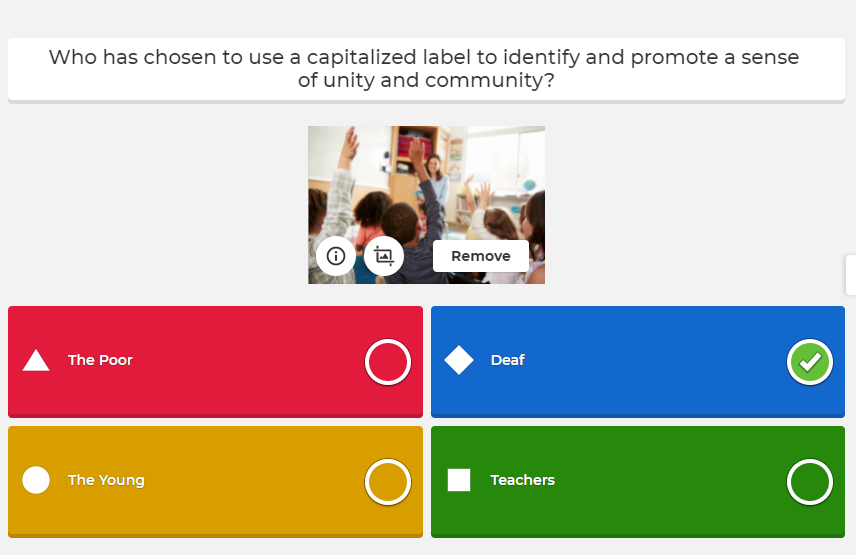 Who has chosen to use a capitalized label to identify and promote a sense
of unity and community?
Remove
The Poor
Deaf
The Young
Teachers